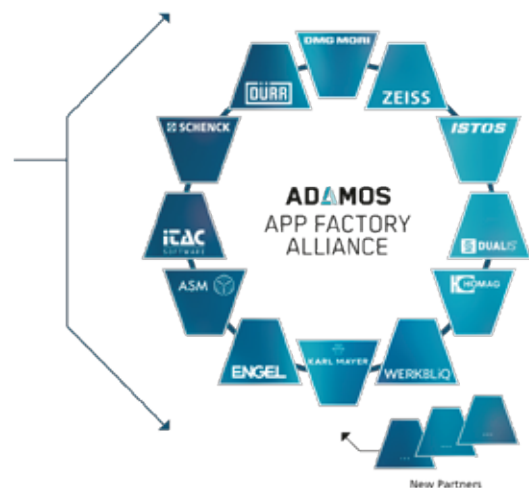 DMG MORI
DÜRR
ZEISS
SCHENCK
ISTOS
ADAMOS
APP FACTORY
ALLIANCE
iTAC
SOFTWARE
DUALIS
ASM
HOMAG
ENGEL
KARL MAYER
WERKBLiQ
New Partners